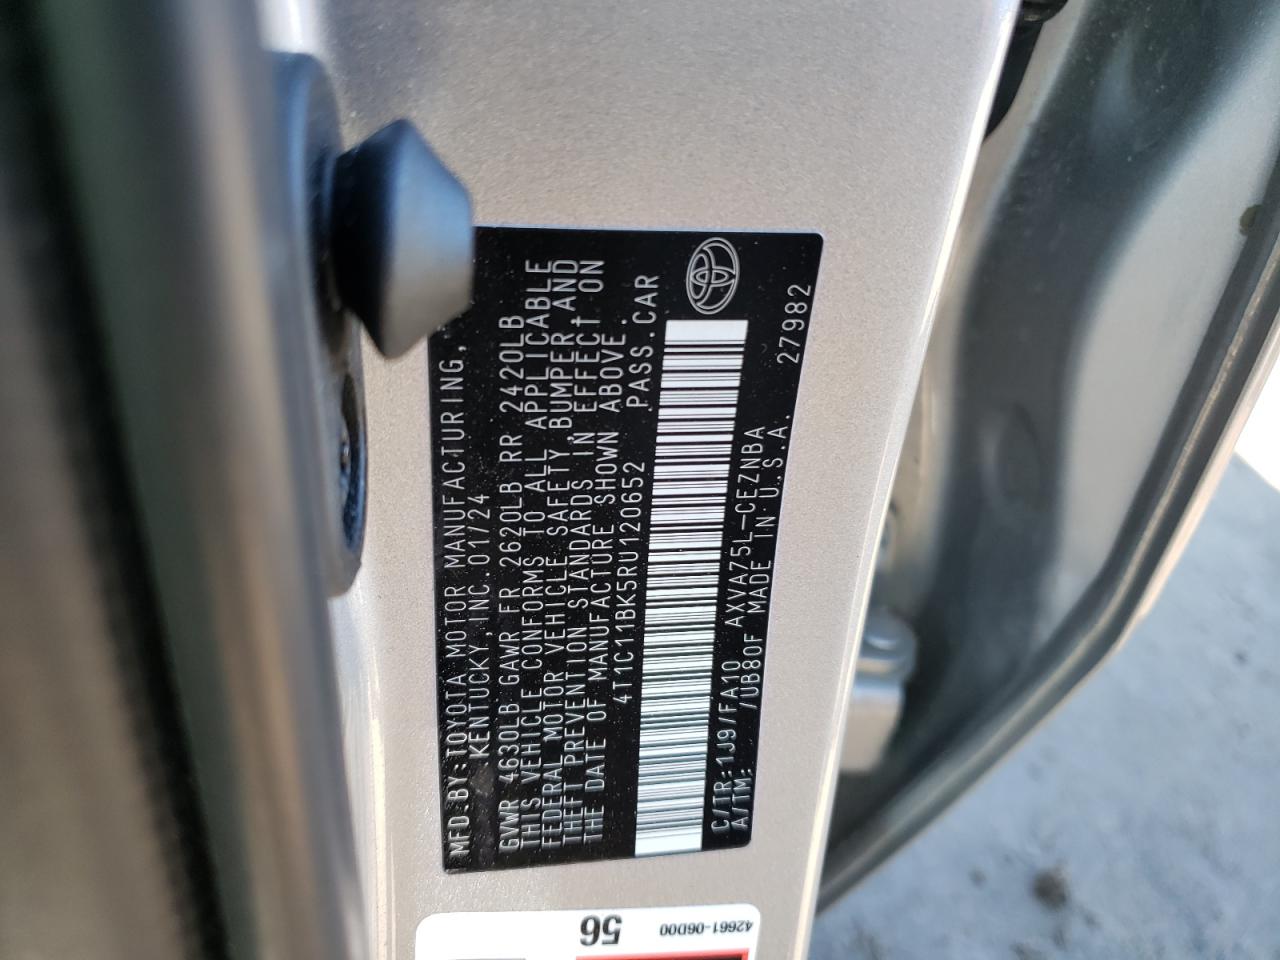 MFD.BY:TOYOTA MOTOR MANUFACTURING,
KENTUCKY,INC. 01/24
GVWR 4630LB GAWR FR 2620LB RR 2420LB
THIS VEHICLE CONFORMS TO ALL APPLICABLE
FEDERAL MOTOR VEHICLE SAFETY,BUMPER AND
THEFT PREVENTION STANDARDS IN EFFECT ON
THE DATE OF MANUFACTURE SHOWN ABOVE.
4T1C11BK5RU120652 PASS.CAR
C/TR:1J9/FA10 AXVA75L-CEZNBA
A/TM: /UB80F MADE IN U.S.A. 27982
56
42661-06D00